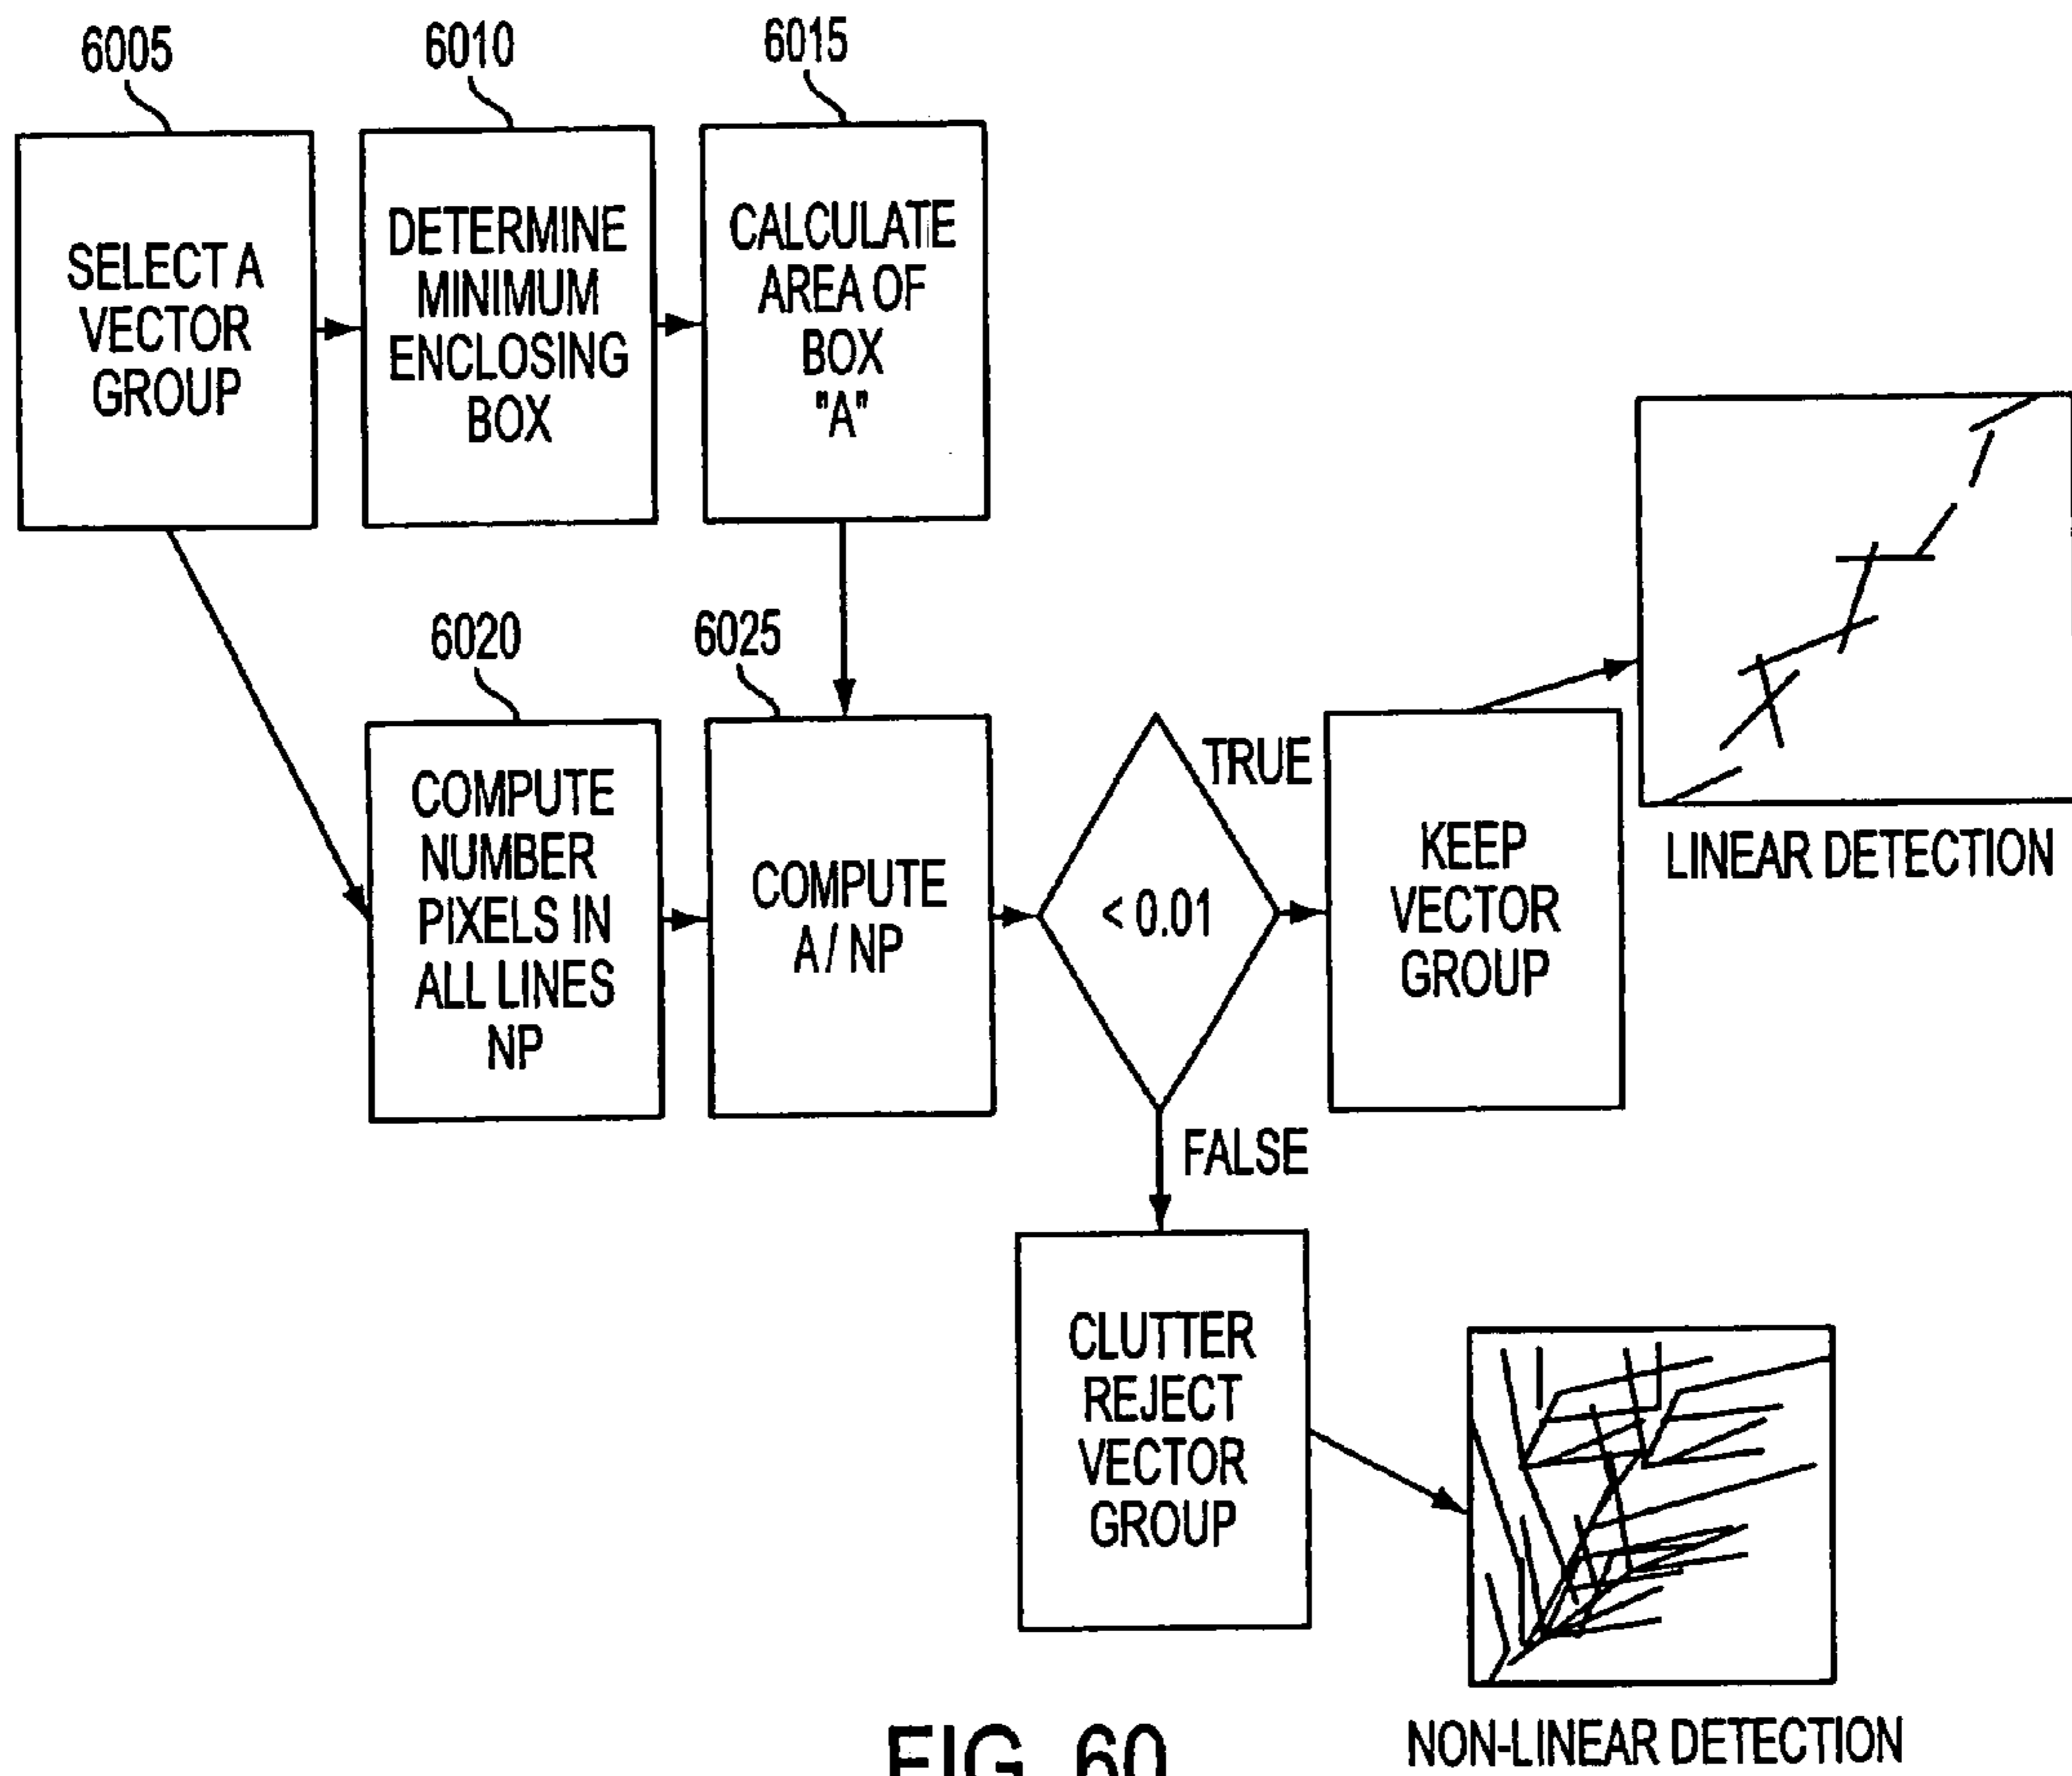 6005
6010
6015
SELECT A
VECTOR
GROUP
DETERMINE
MINIMUM
ENCLOSING
BOX
CALCULATE
AREA OF
BOX
"A"
6020
6025
COMPUTE
NUMBER
PIXELS IN
ALL LINES
NP
COMPUTE
A / NP
< 0.01
TRUE
KEEP
VECTOR
GROUP
LINEAR DETECTION
FALSE
CLUTTER
REJECT
VECTOR
GROUP
NON-LINEAR DETECTION
FIG. 60